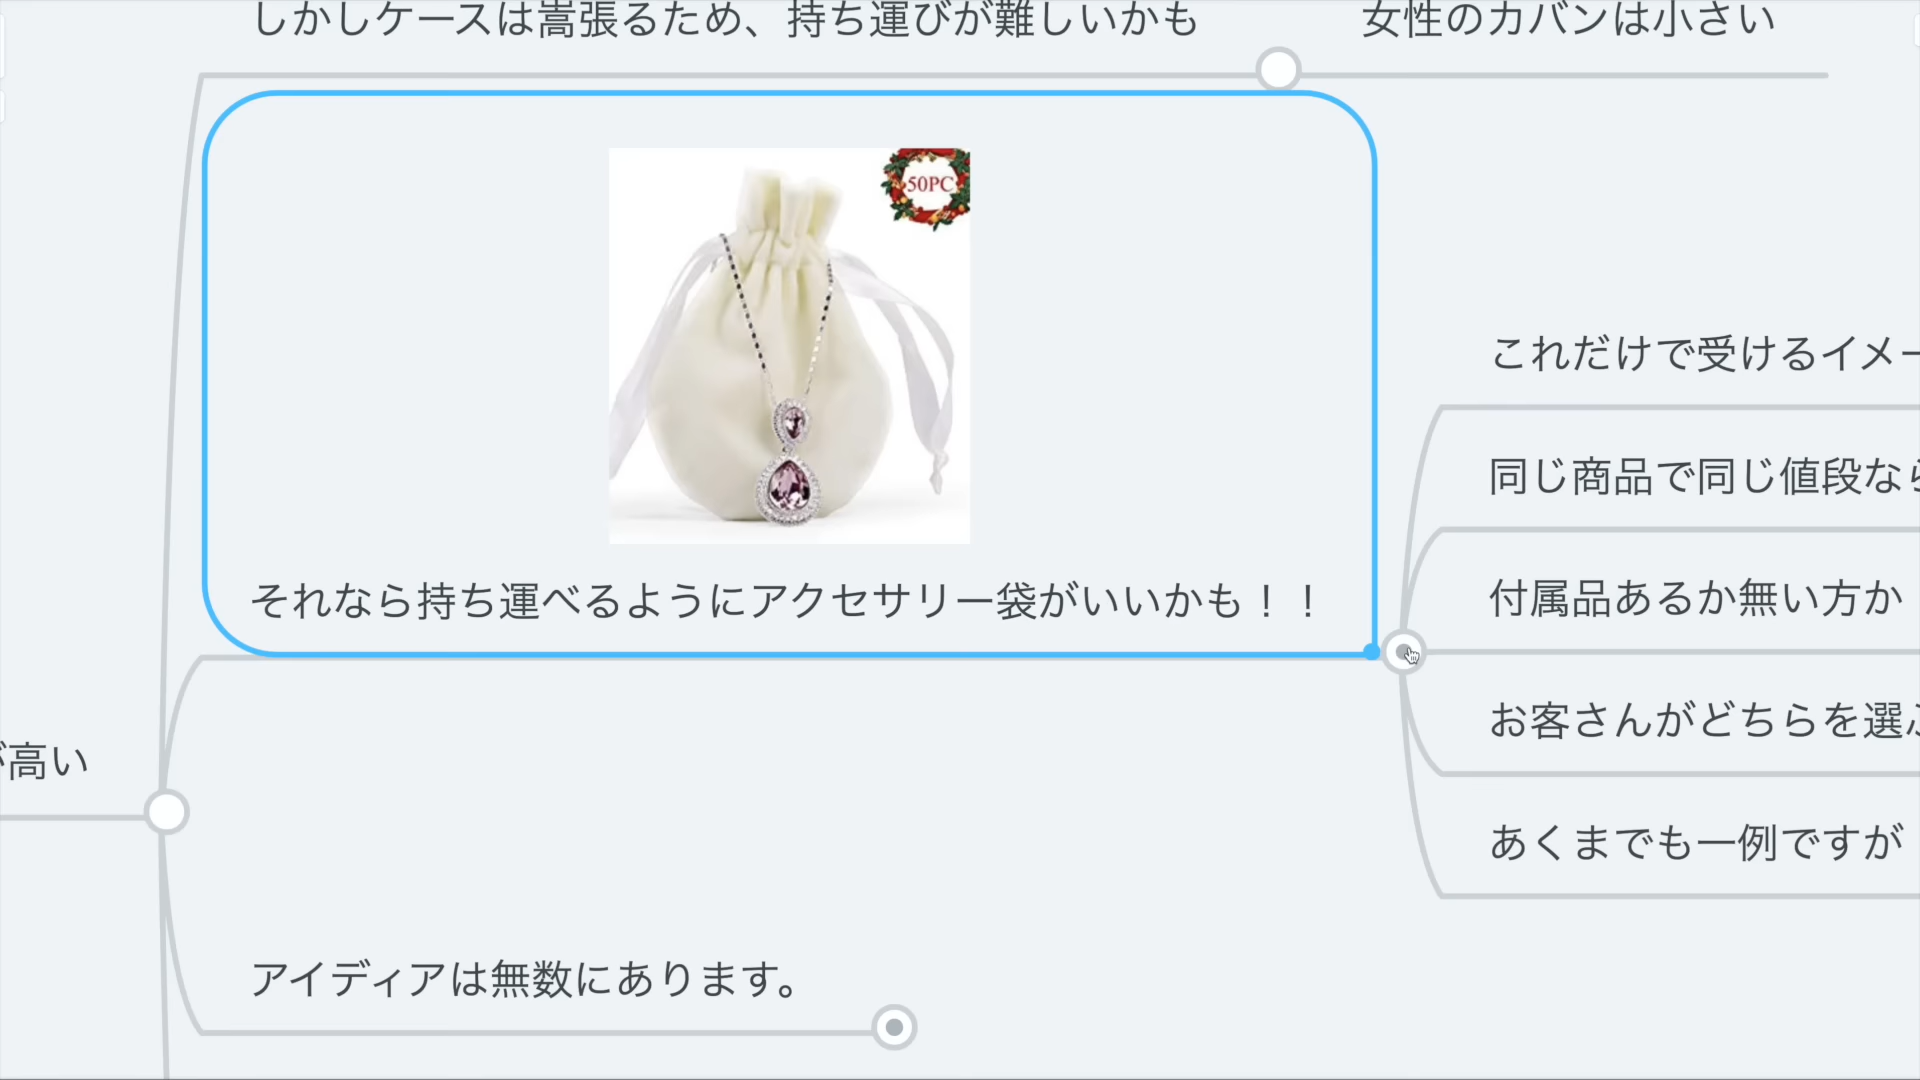 しかしケースは嵩張るため、持ち運びが難しいかも
女性のカバンは小さい
50PC
それなら持ち運べるようにアクセサリー袋がいいかも！！
これだけで受けるイメー
同じ商品で同じ値段なら
付属品あるか無い方か
お客さんがどちらを選ぶ
あくまでも一例ですが
が高い
アイディアは無数にあります。